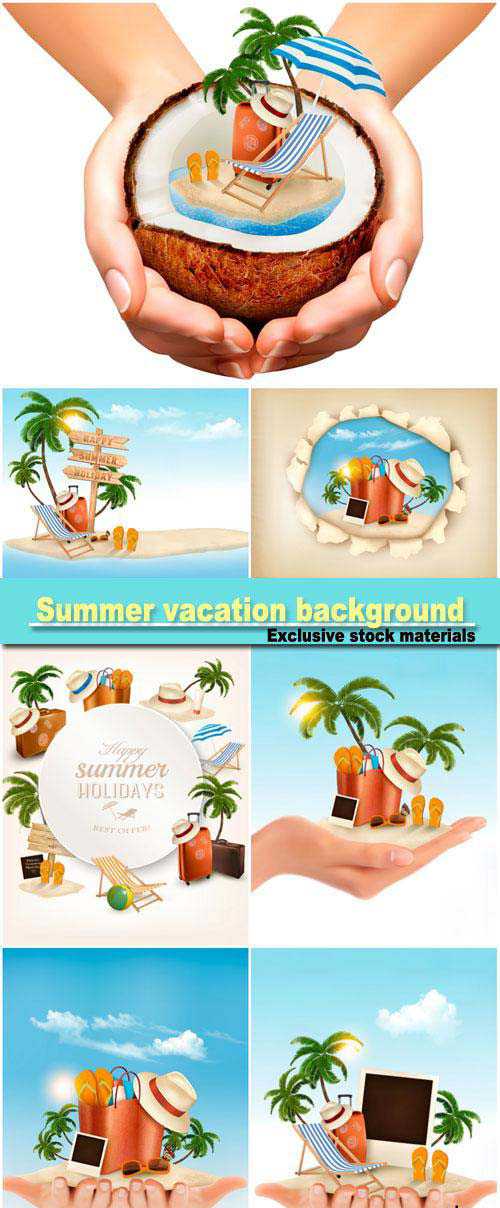 HAPPY
SUMMER
HOLIDAY
Summer vacation background
Exclusive stock materials
Happy
summer
HOLIDAYS
BEST OFFER!